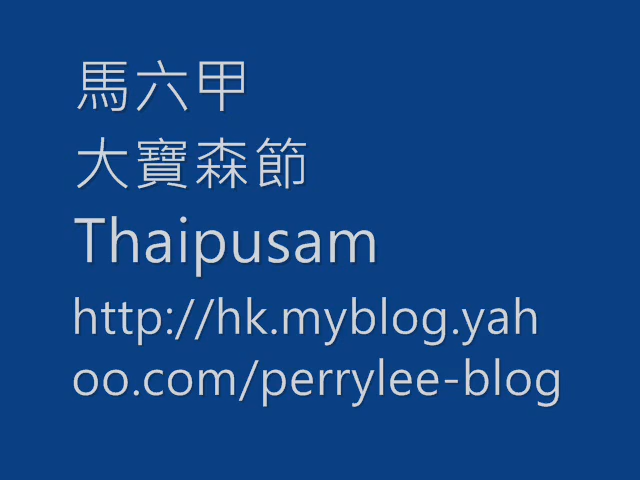 馬六甲
大寶森節
Thaipusam
http://hk.myblog.yah
oo.com/perrylee-blog